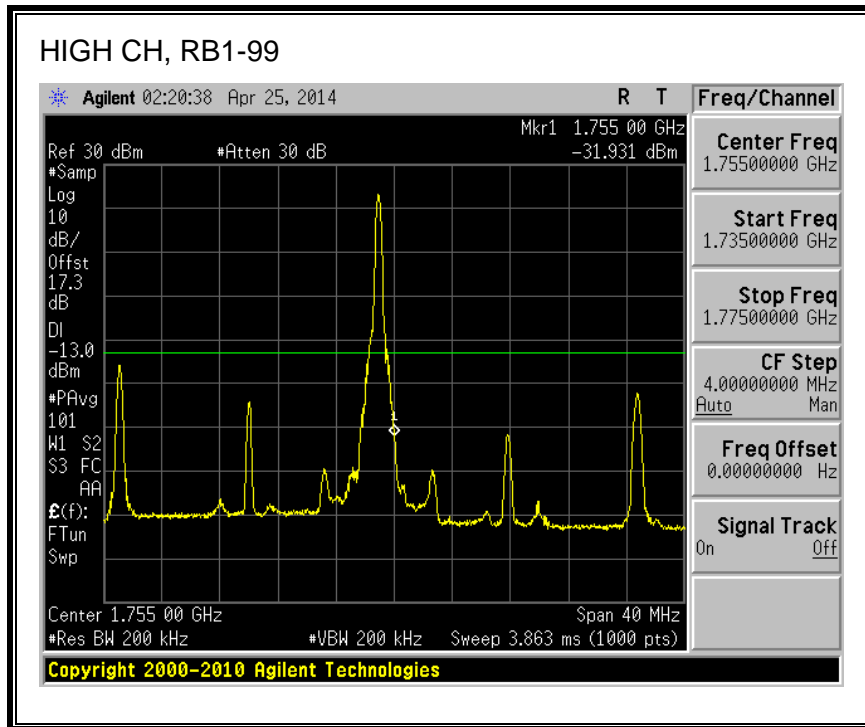 HIGH CH, RB1-99
Agilent 02:20:38 Apr 25, 2014 R T
Mkr1 1.755 00 GHz
Ref 30 dBm #Atten 30 dB -31.931 dBm
#Samp
Log
10
dB/
Offst
17.3
dB
DI
-13.0
dBm
#PAvg
101
W1 S2
S3 FC
AA
£(f):
FTun
Swp
1
Center 1.755 00 GHz Span 40 MHz
#Res BW 200 kHz #VBW 200 kHz Sweep 3.863 ms (1000 pts)
Copyright 2000-2010 Agilent Technologies
Freq/Channel
Center Freq
1.75500000 GHz
Start Freq
1.73500000 GHz
Stop Freq
1.77500000 GHz
CF Step
4.00000000 MHz
Auto Man
Freq Offset
0.00000000 Hz
Signal Track
On Off